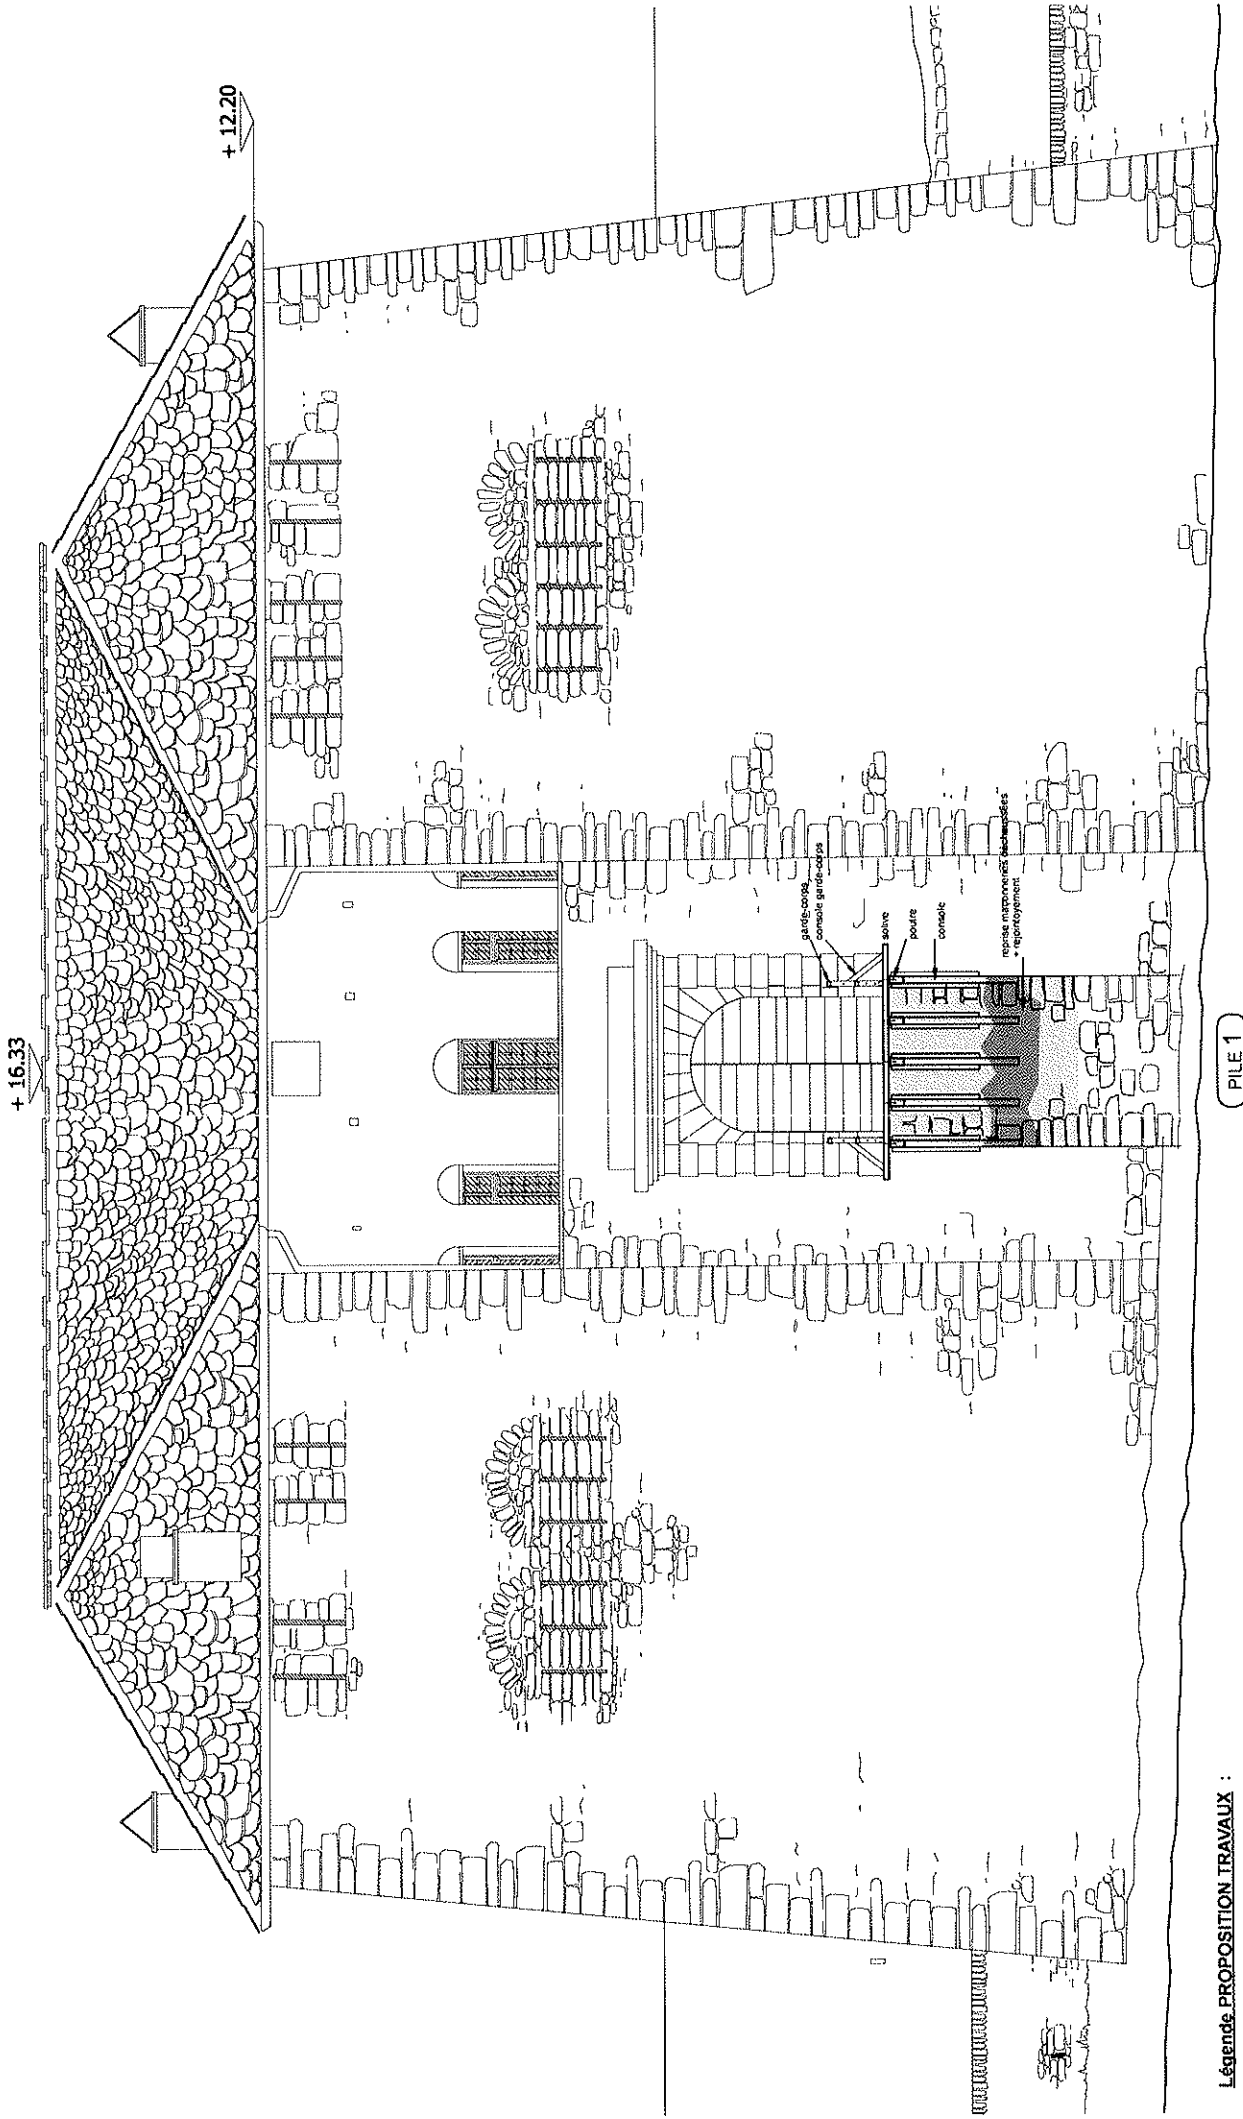 + 16.33
+ 12.20
garde-corps
console garde-corps
solive
poutre
console
reprise maçonneries déchaussées
+ rejointoyement
PILE 1
Légende PROPOSITION TRAVAUX :